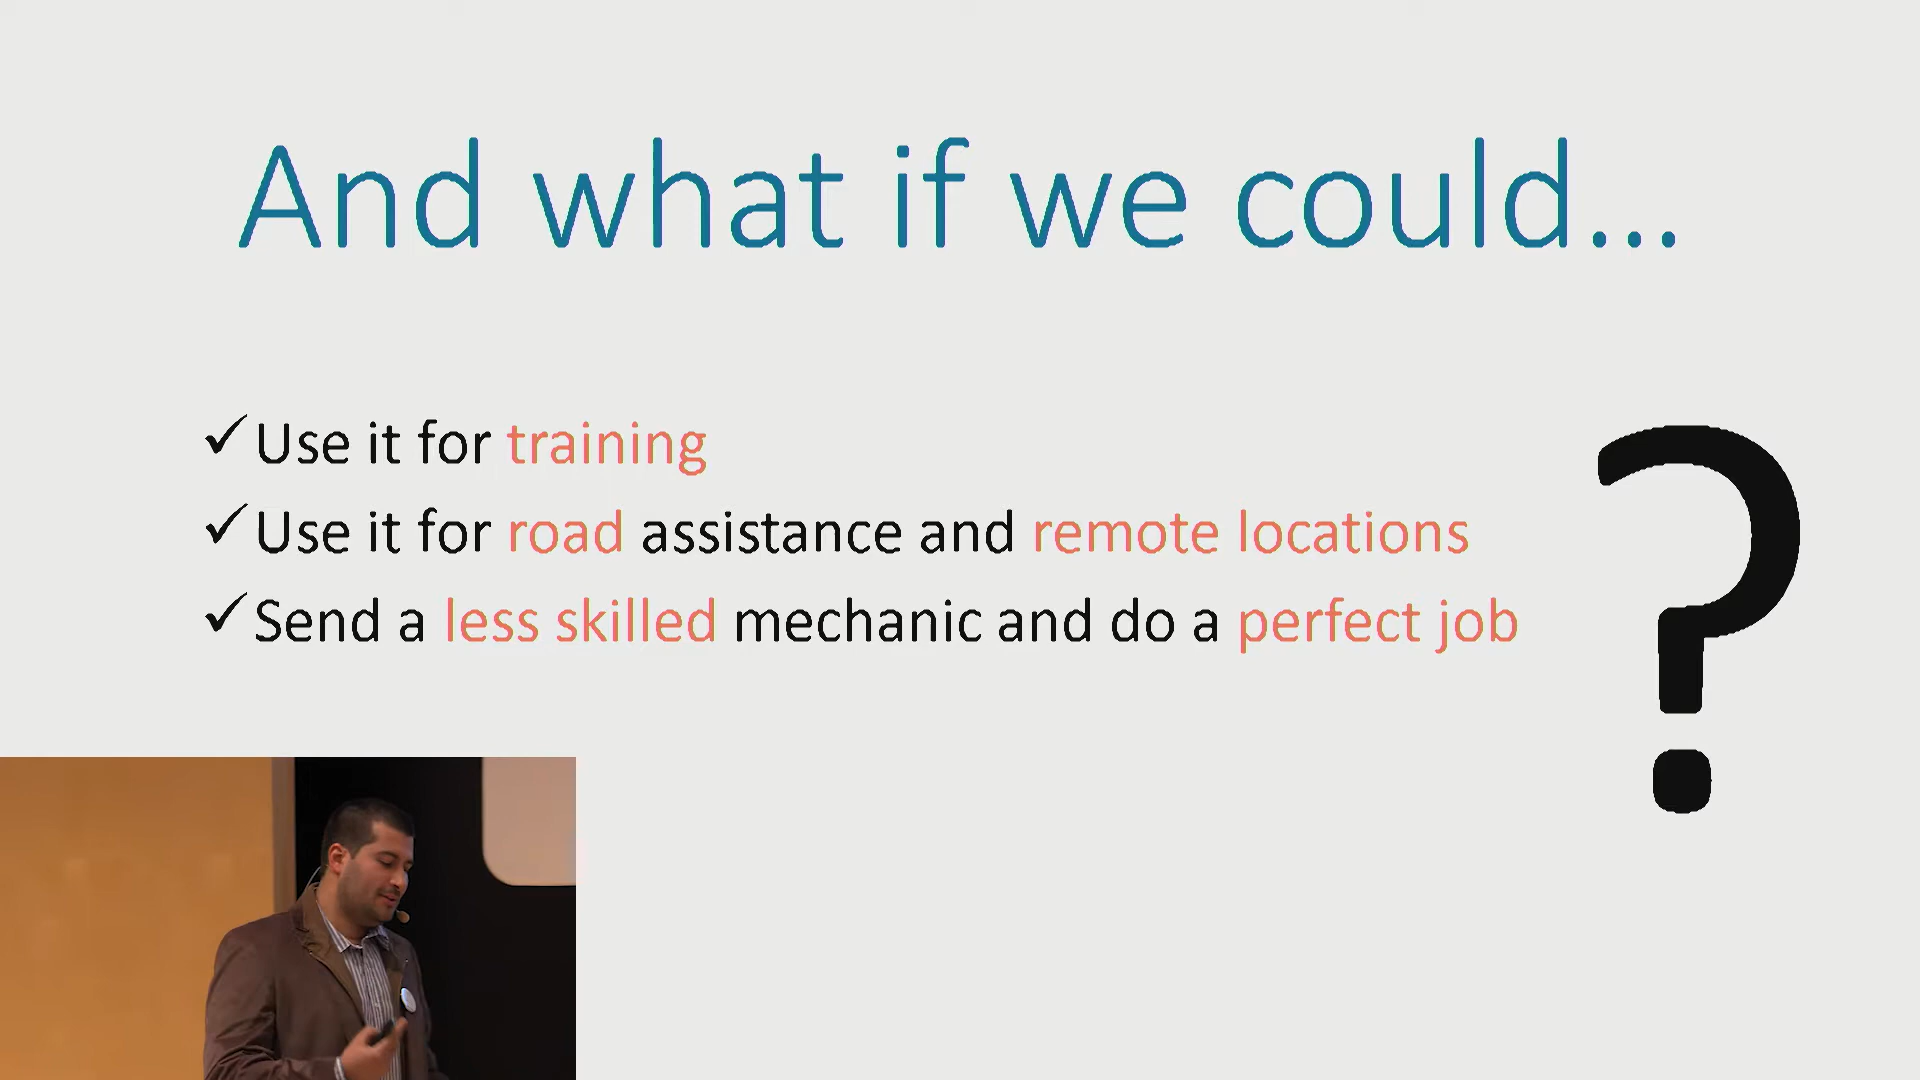 And what if we could...
✓Use it for training
✓Use it for road assistance and remote locations
✓Send a less skilled mechanic and do a perfect job
?